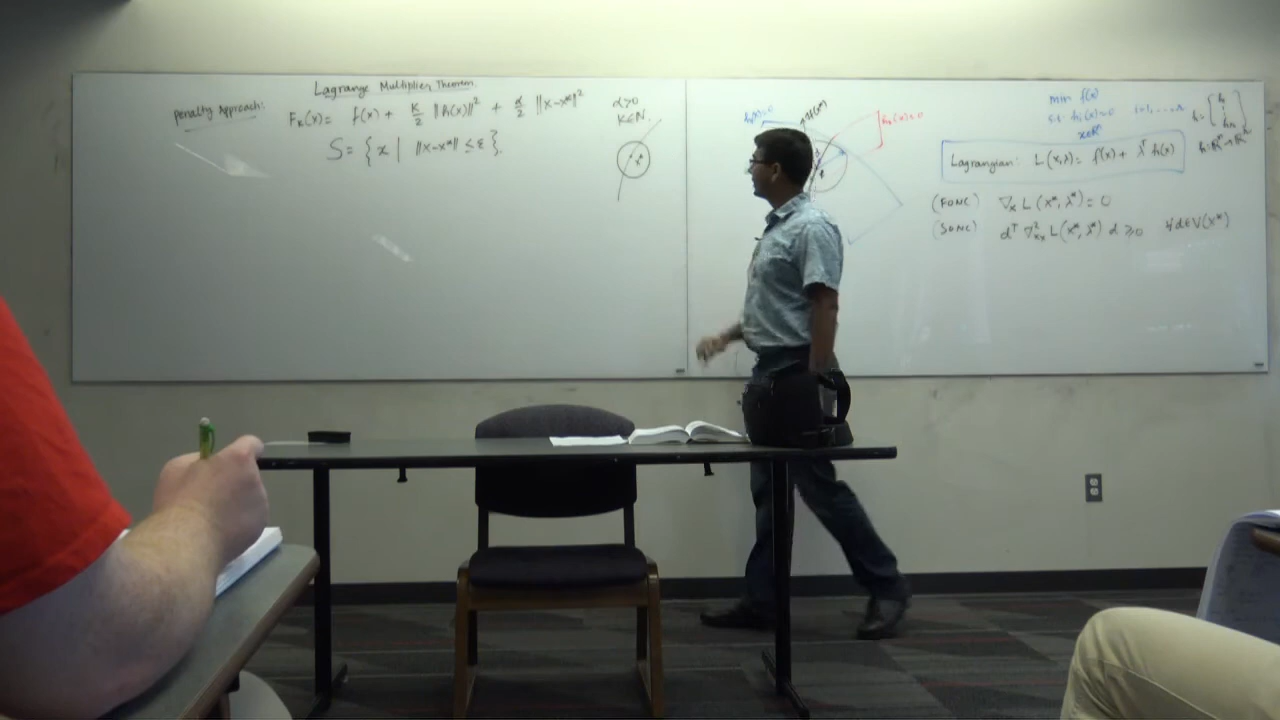 Lagrange Multiplier Theorem
Penalty Approach:
F_k(x) = f(x) + k/2 ||h(x)||² + α/2 ||x-x*||²
α>0
k∈N.
S = { x | ||x-x*|| ≤ ε }.
x*
min f(x)
st. hi(x)=0 i=1,...,m
x∈Rⁿ
Lagrangian: L(x,λ) = f(x) + λᵀ h(x)
(FONC) ∇x L(x*, λ*) = 0
(SONC) dᵀ ∇²xx L(x*, λ*) d ≥ 0 ∀d∈V(x*)